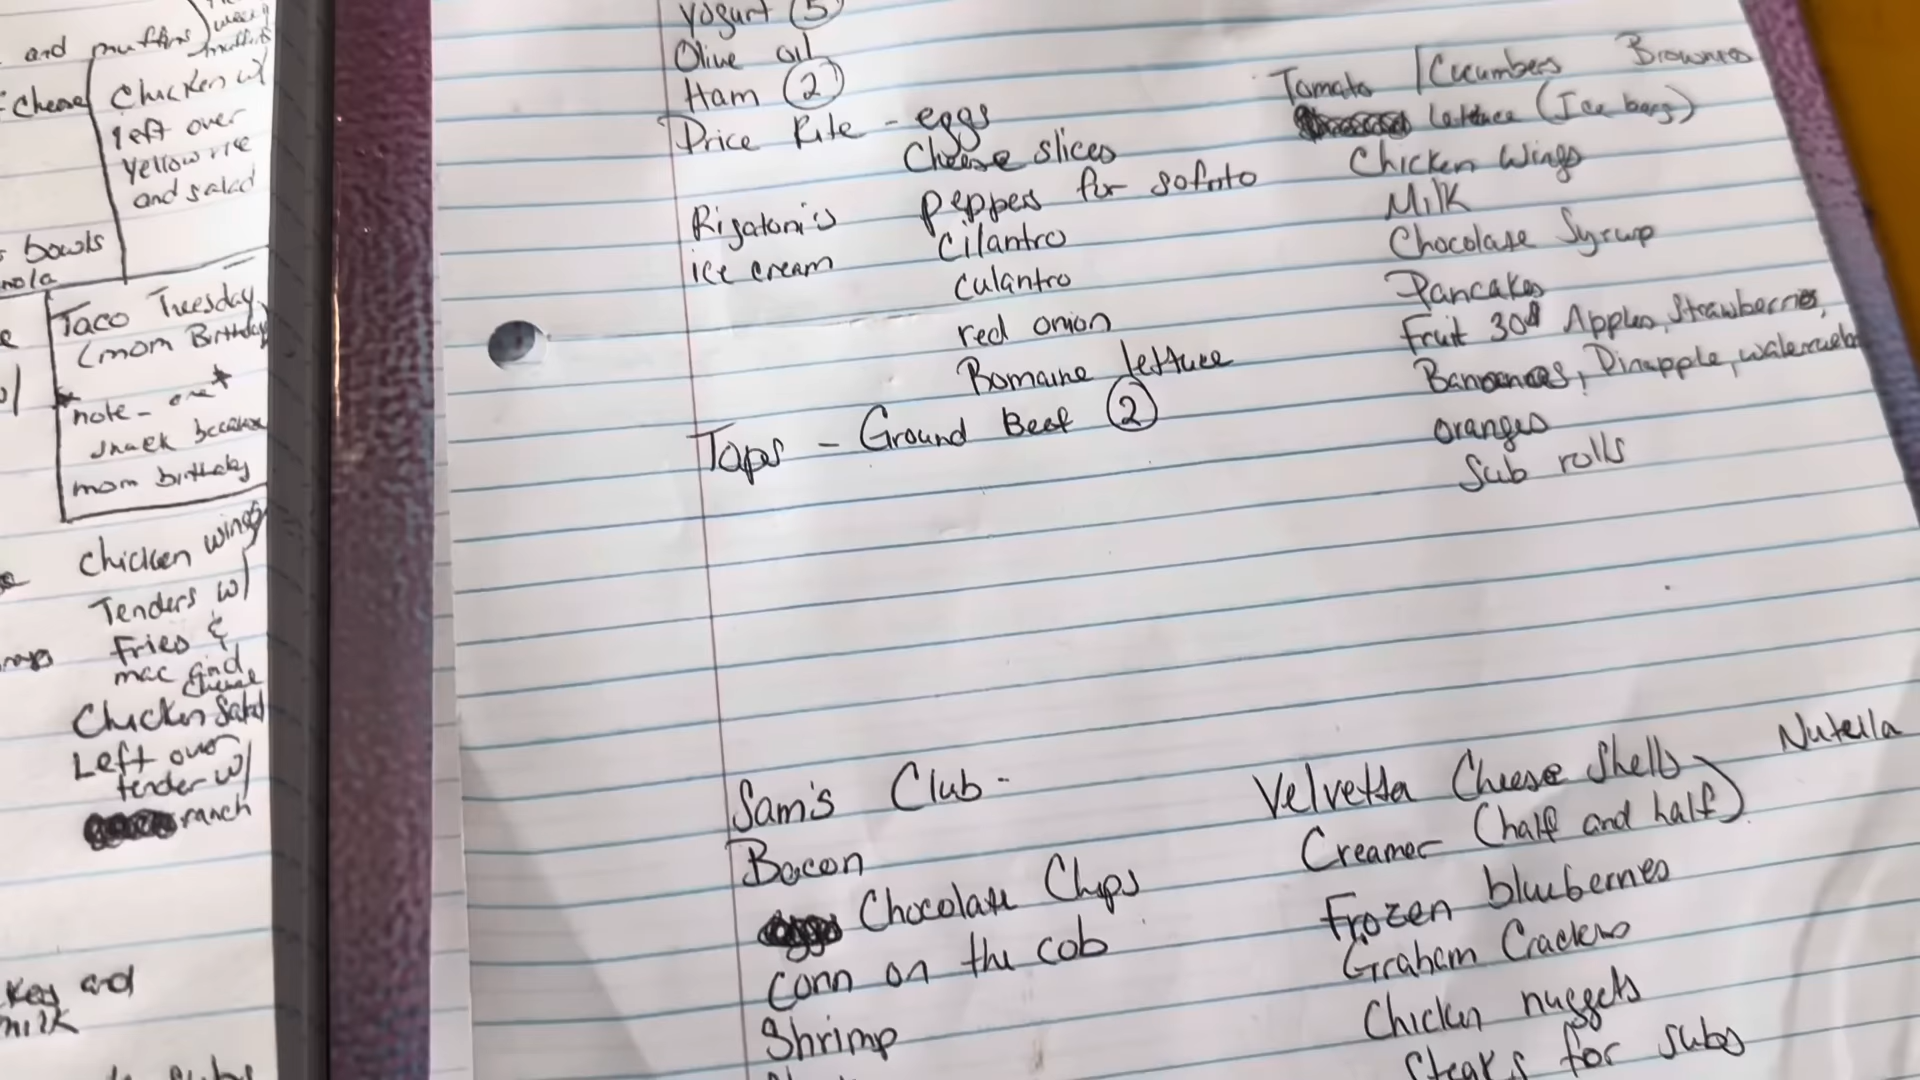 and muffins
Cheese
Chicken w/
left over
Yellow rice
and salad
bowls
nola
Taco Tuesday
(mom Birthday
note - one
snack because
mom birthday
Chicken wings
Tenders w/
Fries &
mac and
cheese
Chicken Salad
Left over
tender w/
ranch
Key and
milk
subs
Yogurt (5)
Olive oil
Ham (2)
Price Rite - eggs
Cheese slices
Rigatoni's peppers for sofrito
ice cream Cilantro
culantro
red onion
Romaine lettuce
Tops - Ground Beef (2)
Tomato / Cucumbers Brownies
lettuce (Ice berg)
Chicken Wings
Milk
Chocolate Syrup
Pancakes
Fruit 30$ Apples, Strawberries,
Bananas, Pinapple, watermelon
oranges
Sub rolls
Sam's Club -
Bacon
Chocolate Chips
Corn on the cob
Shrimp
Velvetta Cheese Shells Nutella
Creamer (half and half)
Frozen blueberries
Graham Crackers
Chicken nuggets
Steaks for subs